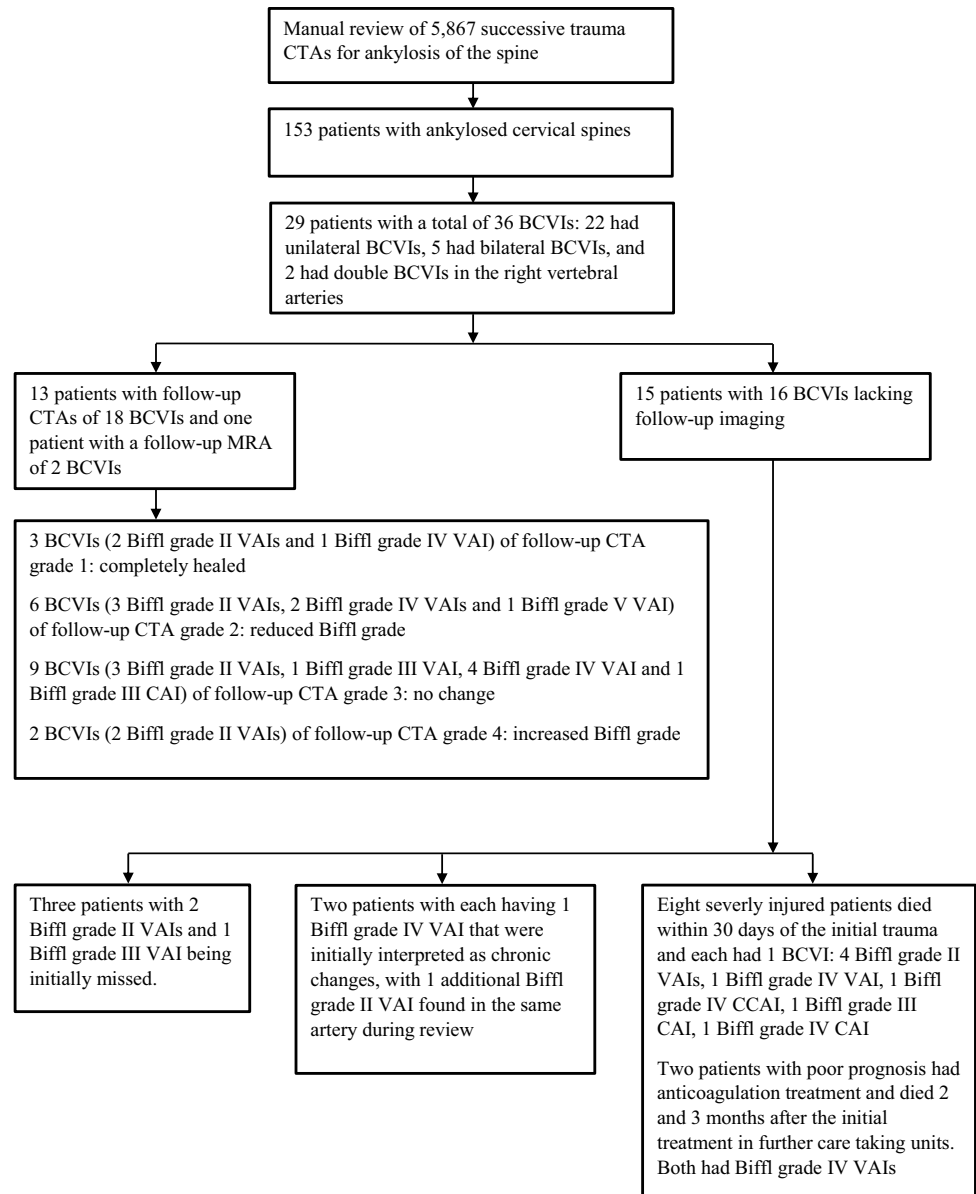 Manual review of 5,867 successive trauma
CTAs for ankylosis of the spine
153 patients with ankylosed cervical spines
29 patients with a total of 36 BCVIs: 22 had
unilateral BCVIs, 5 had bilateral BCVIs, and
2 had double BCVIs in the right vertebral
arteries
13 patients with follow-up
CTAs of 18 BCVIs and one
patient with a follow-up MRA
of 2 BCVIs
15 patients with 16 BCVIs lacking
follow-up imaging
3 BCVIs (2 Biffl grade II VAIs and 1 Biffl grade IV VAI) of follow-up CTA
grade 1: completely healed
6 BCVIs (3 Biffl grade II VAIs, 2 Biffl grade IV VAIs and 1 Biffl grade V VAI)
of follow-up CTA grade 2: reduced Biffl grade
9 BCVIs (3 Biffl grade II VAIs, 1 Biffl grade III VAI, 4 Biffl grade IV VAI and 1
Biffl grade III CAI) of follow-up CTA grade 3: no change
2 BCVIs (2 Biffl grade II VAIs) of follow-up CTA grade 4: increased Biffl grade
Three patients with 2
Biffl grade II VAIs and 1
Biffl grade III VAI being
initially missed.
Two patients with each having 1
Biffl grade IV VAI that were
initially interpreted as chronic
changes, with 1 additional Biffl
grade II VAI found in the same
artery during review
Eight severly injured patients died
within 30 days of the initial trauma
and each had 1 BCVI: 4 Biffl grade II
VAIs, 1 Biffl grade IV VAI, 1 Biffl
grade IV CCAI, 1 Biffl grade III
CAI, 1 Biffl grade IV CAI
Two patients with poor prognosis had
anticoagulation treatment and died 2
and 3 months after the initial
treatment in further care taking units.
Both had Biffl grade IV VAIs